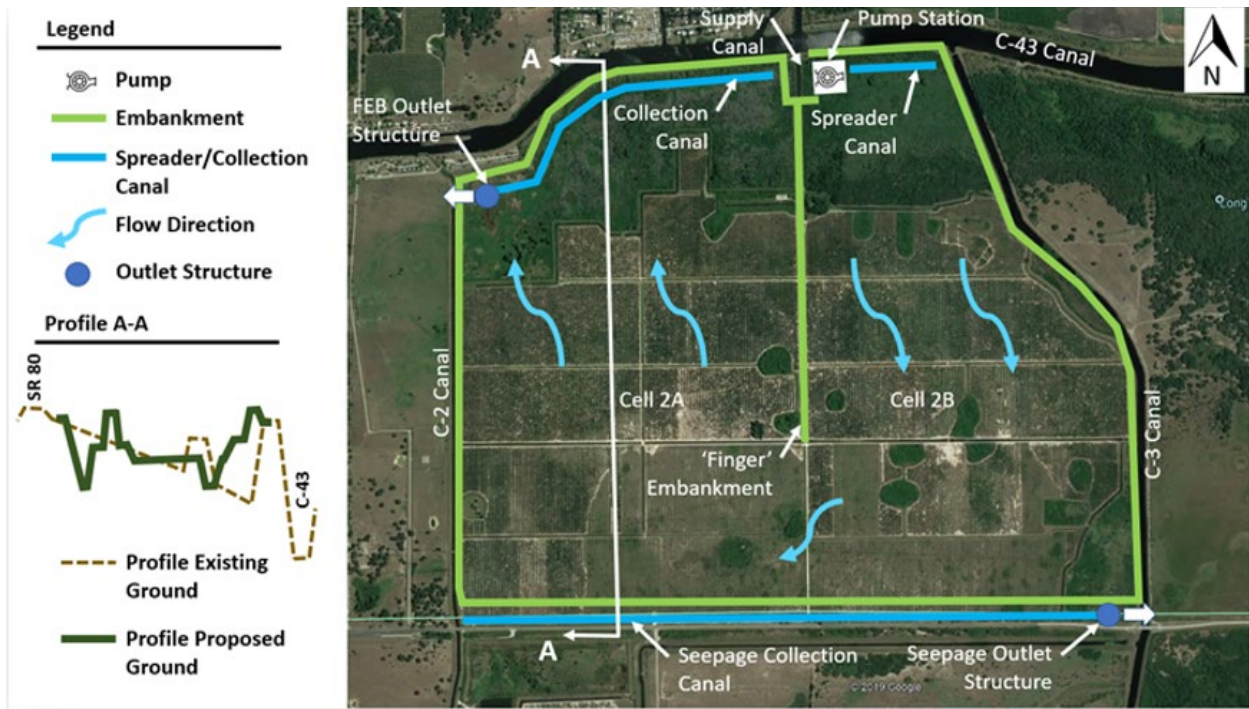 Legend
Pump
Embankment
Spreader/Collection
Canal
Flow Direction
Outlet Structure
Profile A-A
SR 80
C-43
Profile Existing
Ground
Profile Proposed
Ground
Supply
Canal
Pump Station
C-43 Canal
N
A
FEB Outlet
Structure
Collection
Canal
Spreader
Canal
Long
C-2 Canal
Cell 2A
Cell 2B
C-3 Canal
'Finger'
Embankment
A
Seepage Collection
Canal
Seepage Outlet
Structure
© 2019 Google